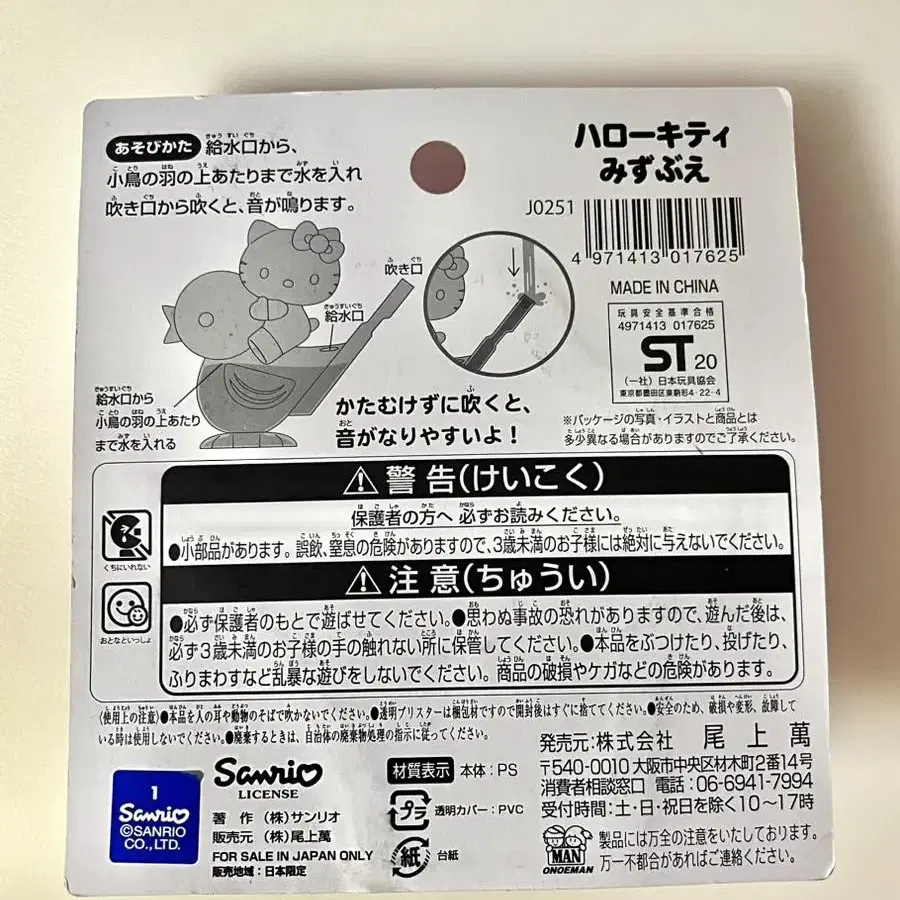 ハローキティ
みずぶえ
あそびかた 給水口から、
小鳥の羽の上あたりまで水を入れ
吹き口から吹くと、音が鳴ります。
吹き口
給水口
給水口から
小鳥の羽の上あたり
まで水を入れる
かたむけずに吹くと、
音がなりやすいよ!
J0251
4 971413 017625
MADE IN CHINA
玩具安全基準合格
4971413 017625
ST 20
(一社)日本玩具協会
東京都墨田区東駒形4-22-4
※パッケージの写真・イラストと商品とは
多少異なる場合がありますのでご了承ください。
⚠警告(けいこく)
保護者の方へ 必ずお読みください。
●小部品があります。誤飲、窒息の危険がありますので、3歳未満のお子様には絶対に与えないでください。
⚠注意(ちゅうい)
●必ず保護者のもとで遊ばせてください。●思わぬ事故の恐れがありますので、遊んだ後は、
必ず3歳未満のお子様の手の触れない所に保管してください。●本品をぶつけたり、投げたり、
ふりまわすなど乱暴な遊びをしないでください。商品の破損やケガなどの危険があります。
くちにいれない
おとなといっしょ
〈使用上の注意〉●本品を人の耳や動物のそばで吹かないでください。●透明ブリスターは梱包材ですので開封後はすぐに捨ててください。●安全のため、破損や変形、故障して
いる時は使用しないでください。●廃棄するときは、自治体の廃棄物処理の指示に従ってください。
1
Sanrio
©SANRIO
CO.,LTD.
Sanrio
LICENSE
著作 (株)サンリオ
販売元 (株)尾上萬
FOR SALE IN JAPAN ONLY
販売地域:日本限定
材質表示 本体:PS
プラ 透明カバー:PVC
紙 台紙
発売元:株式会社 尾上萬
〒540-0010 大阪市中央区材木町2番14号
消費者相談窓口 電話:06-6941-7994
受付時間:土・日・祝日を除く10~17時
MAN
ONOEMAN
製品には万全の注意をいたしております。
万一不都合があればご連絡ください。